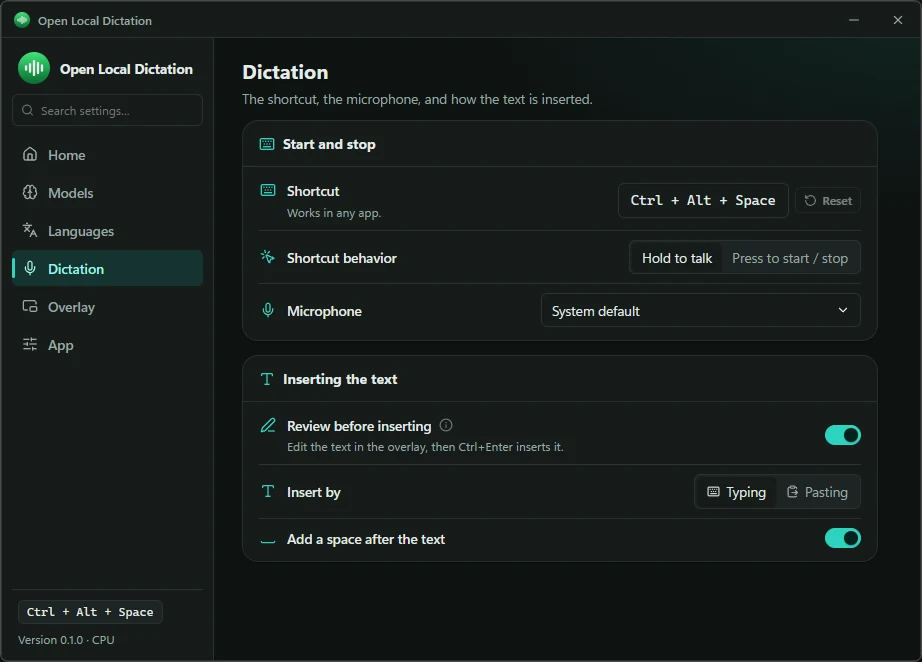 Open Local Dictation
Open Local Dictation
Search settings...
Home
Models
Languages
Dictation
Overlay
App
Ctrl + Alt + Space
Version 0.1.0 · CPU
Dictation
The shortcut, the microphone, and how the text is inserted.
Start and stop
Shortcut
Works in any app.
Ctrl + Alt + Space
Reset
Shortcut behavior
Hold to talk
Press to start / stop
Microphone
System default
Inserting the text
Review before inserting
Edit the text in the overlay, then Ctrl+Enter inserts it.
Insert by
Typing
Pasting
Add a space after the text